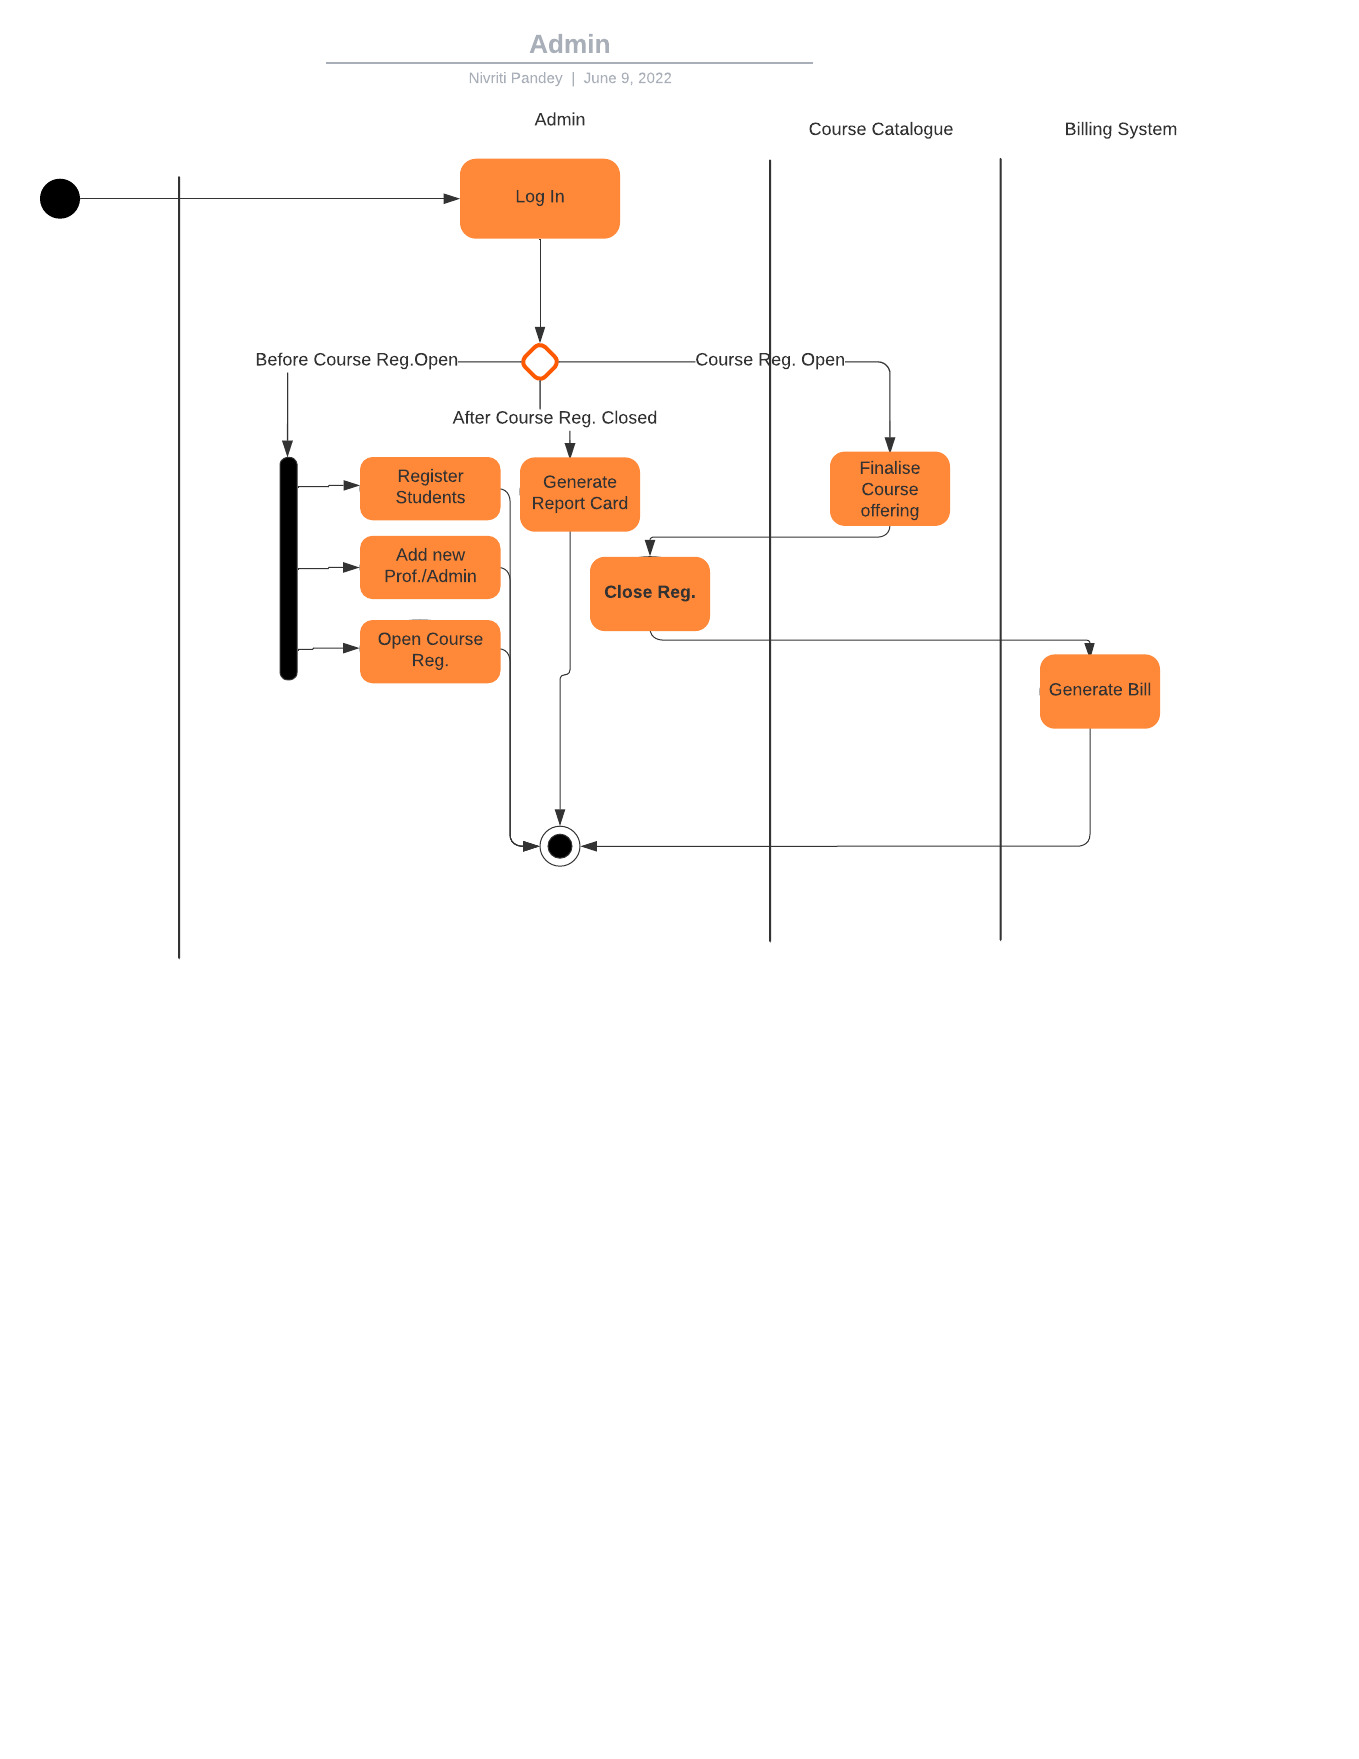 Admin
Nivriti Pandey | June 9, 2022
Admin
Course Catalogue
Billing System
Log In
Before Course Reg.Open
Course Reg. Open
After Course Reg. Closed
Register
Students
Generate
Report Card
Finalise
Course
offering
Add new
Prof./Admin
Close Reg.
Open Course
Reg.
Generate Bill